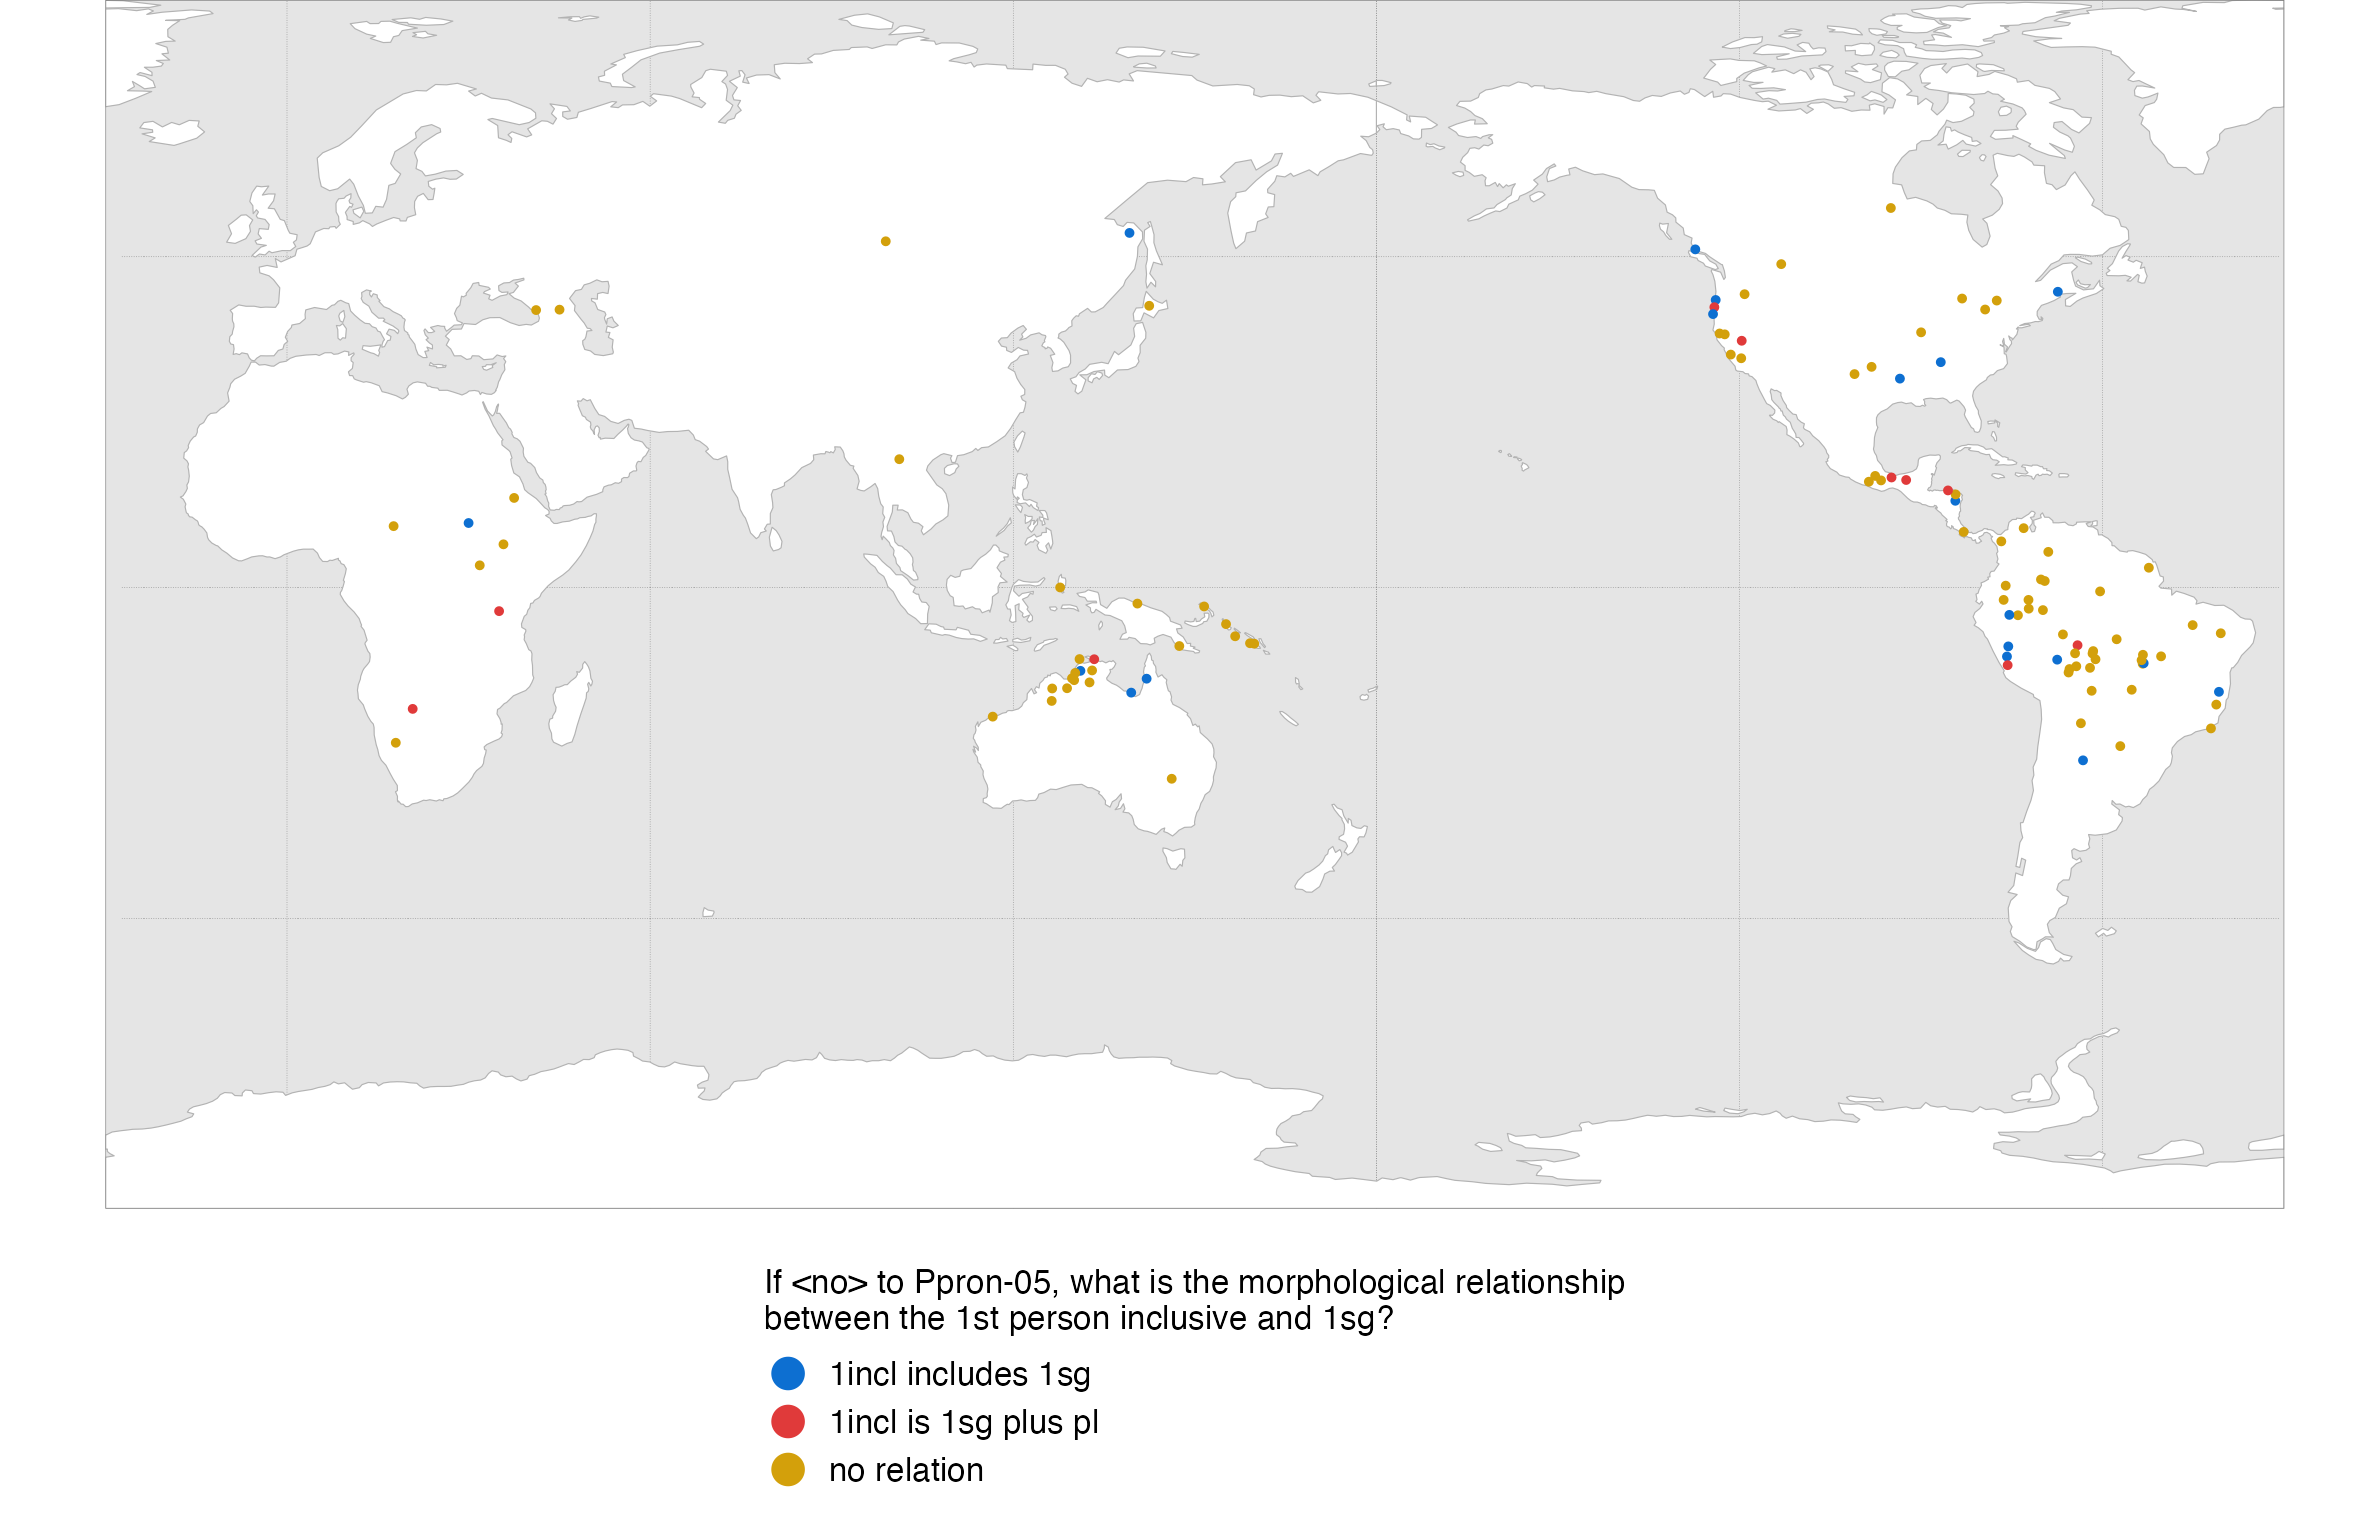 If <no> to Ppron-05, what is the morphological relationship
between the 1st person inclusive and 1sg?
1incl includes 1sg
1incl is 1sg plus pl
no relation